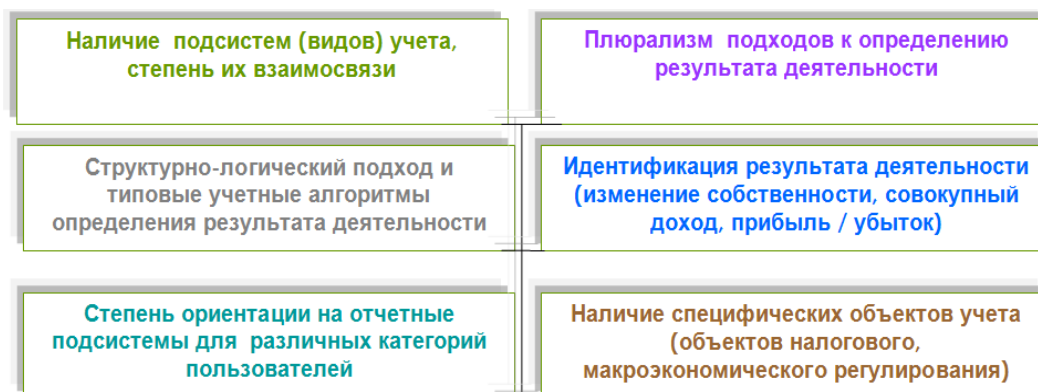 Наличие подсистем (видов) учета,
степень их взаимосвязи
Плюрализм подходов к определению
результата деятельности
Структурно-логический подход и
типовые учетные алгоритмы
определения результата деятельности
Идентификация результата деятельности
(изменение собственности, совокупный
доход, прибыль / убыток)
Степень ориентации на отчетные
подсистемы для различных категорий
пользователей
Наличие специфических объектов учета
(объектов налогового,
макроэкономического регулирования)